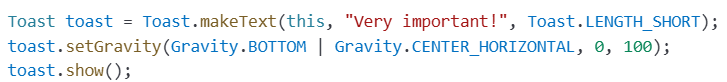 Toast toast = Toast.makeText(this, "Very important!", Toast.LENGTH_SHORT);
toast.setGravity(Gravity.BOTTOM | Gravity.CENTER_HORIZONTAL, 0, 100);
toast.show();